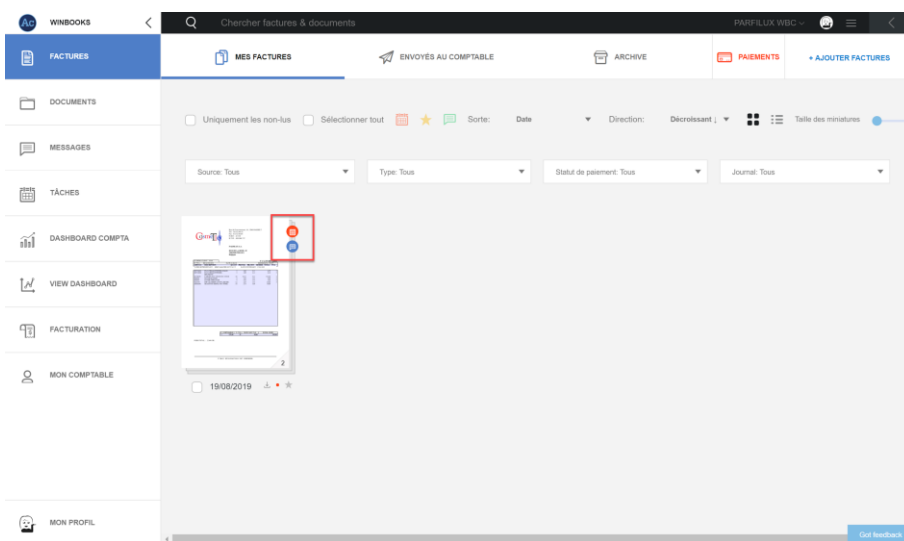 Ac WINBOOKS
Chercher factures & documents
PARFILUX WBC
FACTURES
MES FACTURES
ENVOYÉS AU COMPTABLE
ARCHIVE
PAIEMENTS
+ AJOUTER FACTURES
DOCUMENTS
MESSAGES
TÂCHES
DASHBOARD COMPTA
VIEW DASHBOARD
FACTURATION
MON COMPTABLE
MON PROFIL
Uniquement les non-lus
Sélectionner tout
Sorte: Date
Direction: Décroissant ↓
Taille des miniatures
Source: Tous
Type: Tous
Statut de paiement: Tous
Journal: Tous
2
19/08/2019
Got feedback